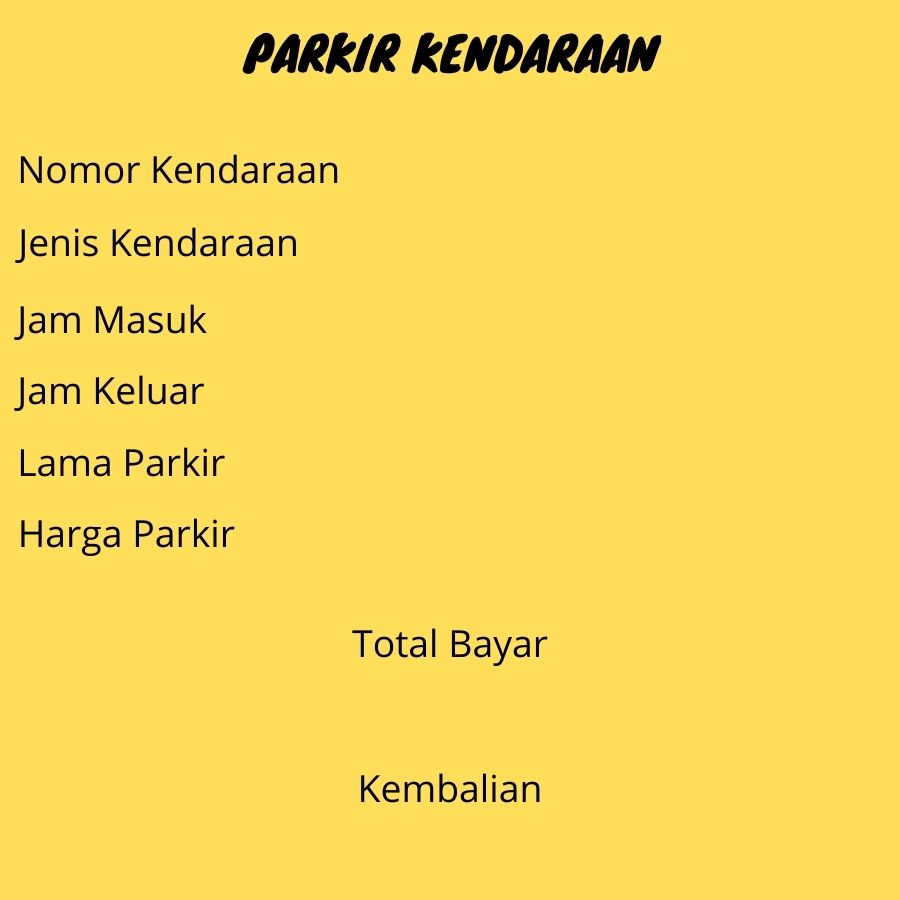 PARKIR KENDARAAN
Nomor Kendaraan
Jenis Kendaraan
Jam Masuk
Jam Keluar
Lama Parkir
Harga Parkir
Total Bayar
Kembalian